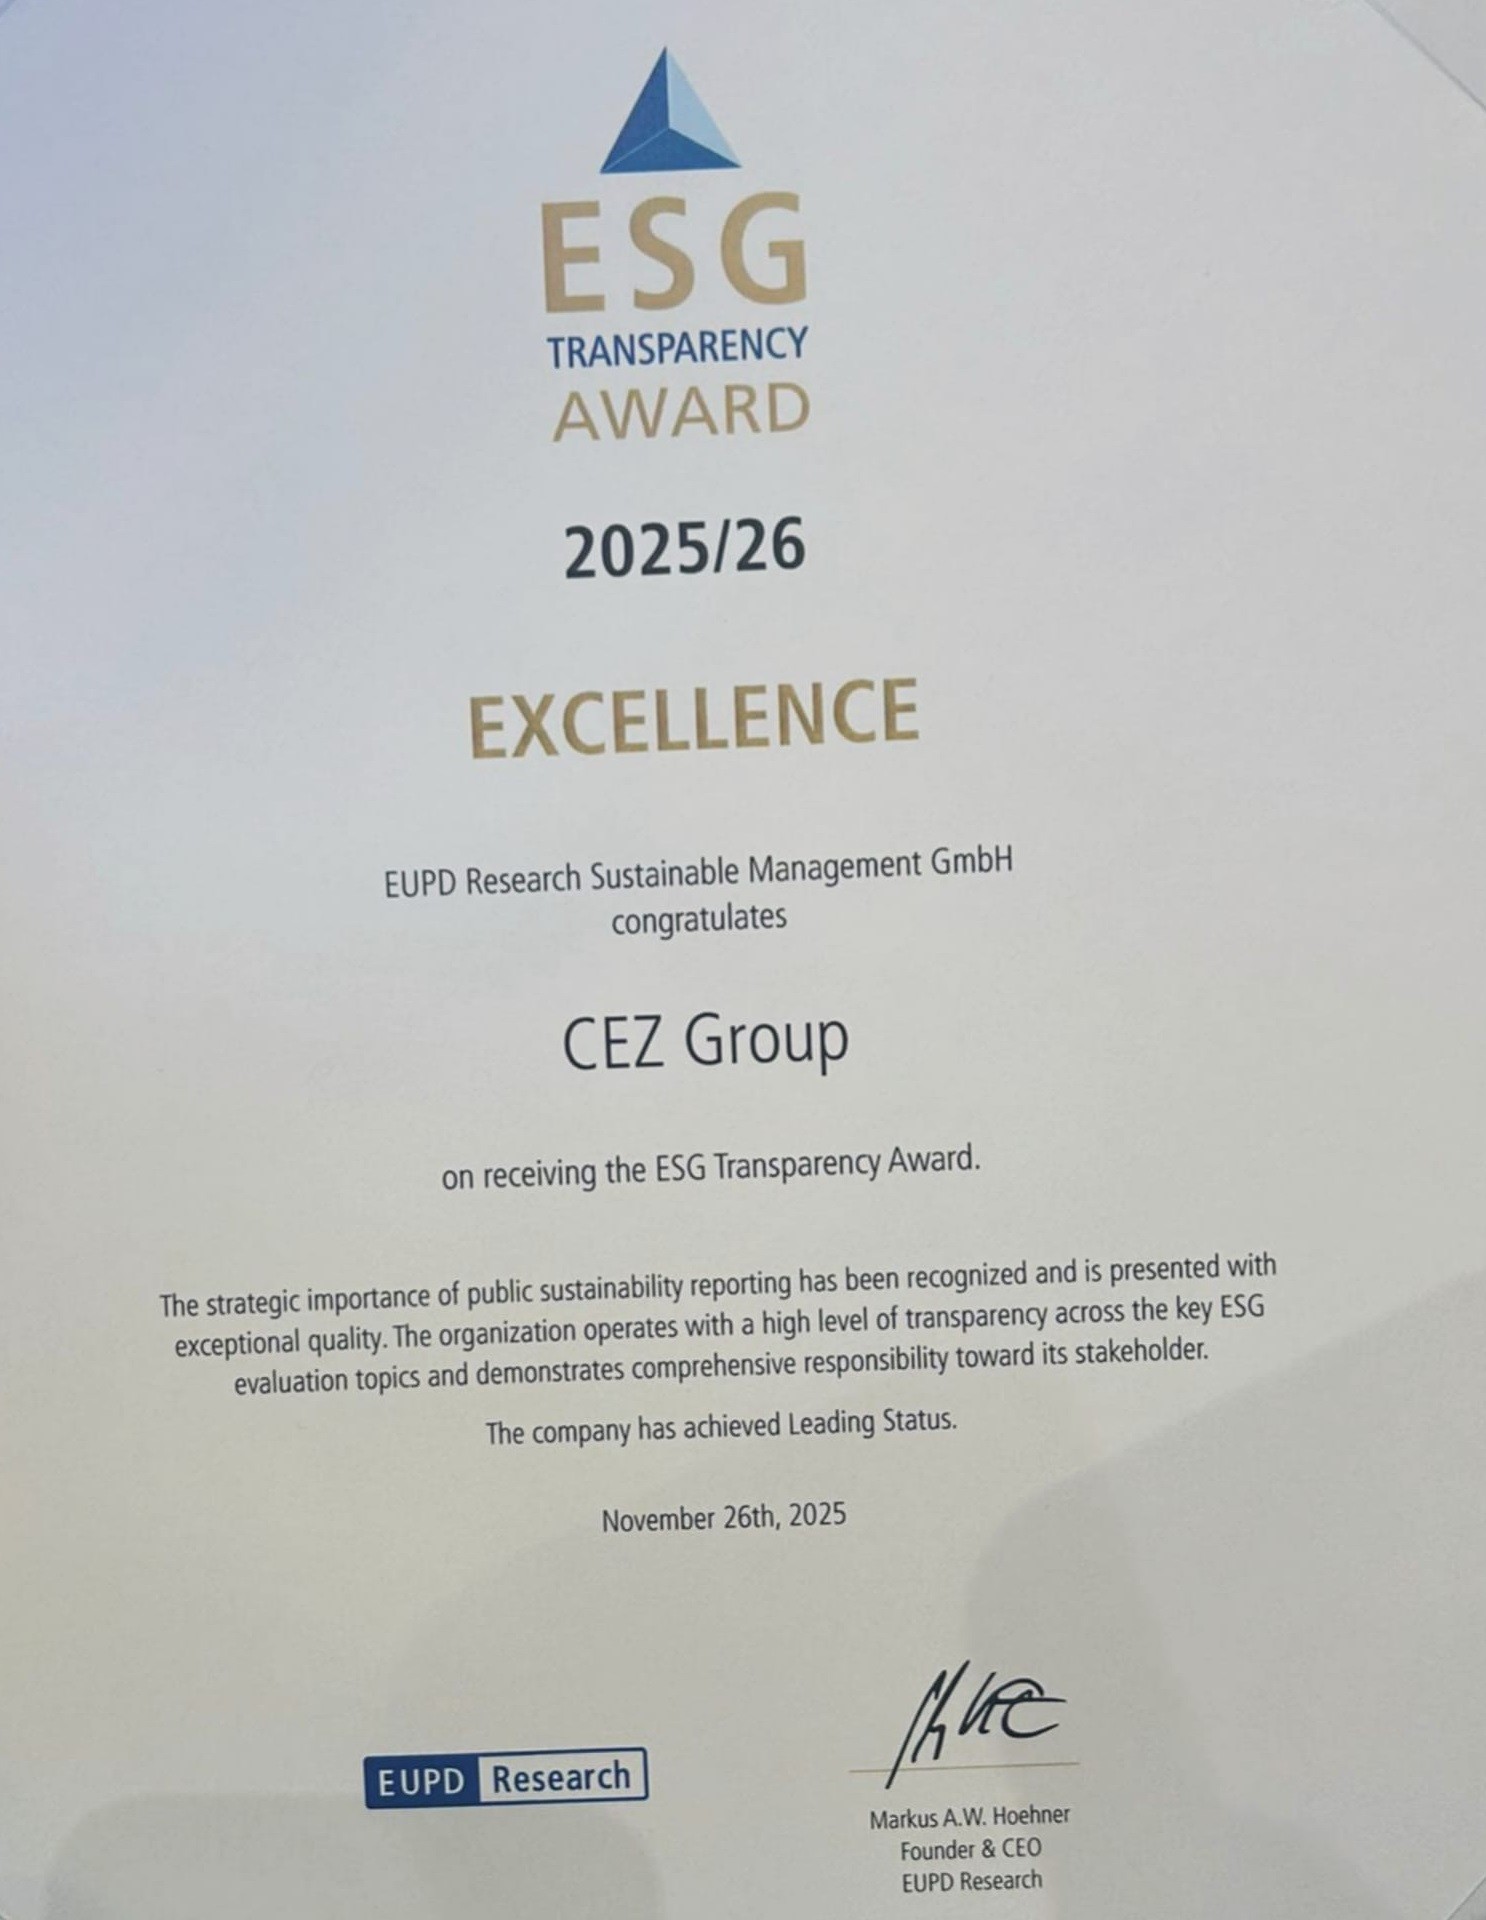 ESG
TRANSPARENCY
AWARD
2025/26
EXCELLENCE
EUPD Research Sustainable Management GmbH
congratulates
CEZ Group
on receiving the ESG Transparency Award.
The strategic importance of public sustainability reporting has been recognized and is presented with
exceptional quality. The organization operates with a high level of transparency across the key ESG
evaluation topics and demonstrates comprehensive responsibility toward its stakeholder.
The company has achieved Leading Status.
November 26th, 2025
EUPD Research
Markus A.W. Hoehner
Founder & CEO
EUPD Research